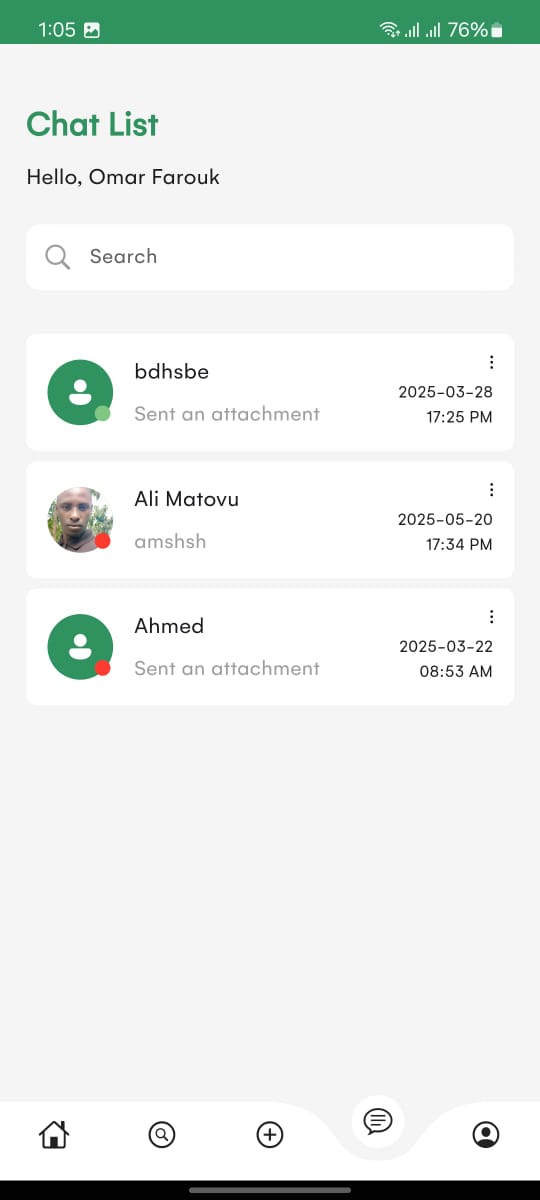 1:05 76%
Chat List
Hello, Omar Farouk
Search
bdhsbe
Sent an attachment
2025-03-28
17:25 PM
Ali Matovu
amshsh
2025-05-20
17:34 PM
Ahmed
Sent an attachment
2025-03-22
08:53 AM